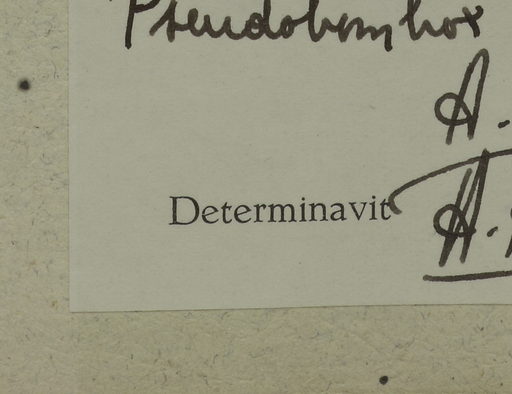 Pseudobombax
A.
Determinavit A.